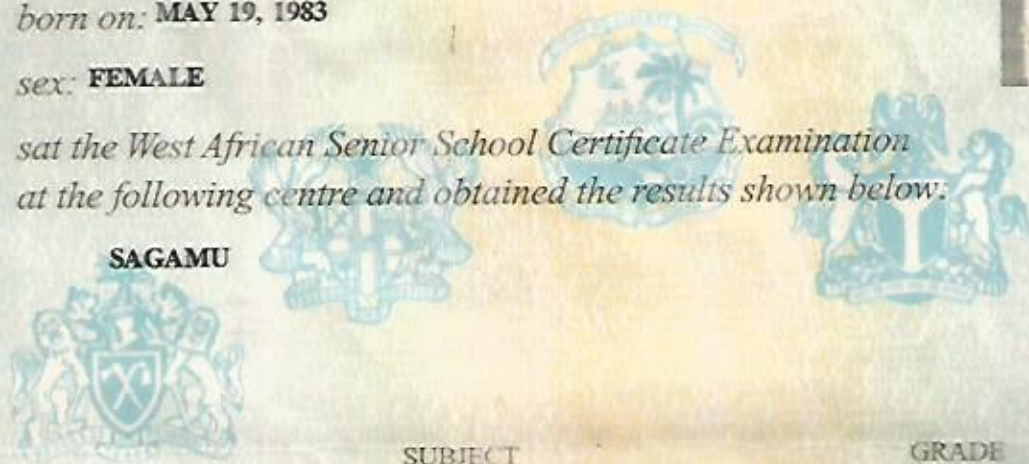 born on: MAY 19, 1983
sex: FEMALE
sat the West African Senior School Certificate Examination
at the following centre and obtained the results shown below:
SAGAMU
SUBJECT GRADE